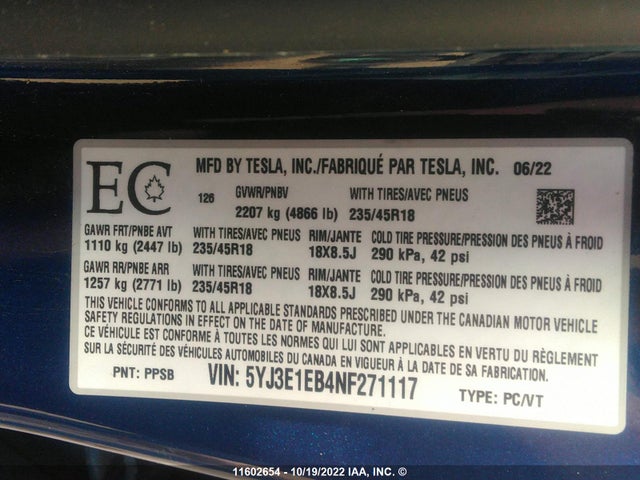 EC
MFD BY TESLA, INC./FABRIQUÉ PAR TESLA, INC. 06/22
126 GVWR/PNBV WITH TIRES/AVEC PNEUS
2207 kg (4866 lb) 235/45R18
GAWR FRT/PNBE AVT WITH TIRES/AVEC PNEUS RIM/JANTE COLD TIRE PRESSURE/PRESSION DES PNEUS À FROID
1110 kg (2447 lb) 235/45R18 18X8.5J 290 kPa, 42 psi
GAWR RR/PNBE ARR WITH TIRES/AVEC PNEUS RIM/JANTE COLD TIRE PRESSURE/PRESSION DES PNEUS À FROID
1257 kg (2771 lb) 235/45R18 18X8.5J 290 kPa, 42 psi
THIS VEHICLE CONFORMS TO ALL APPLICABLE STANDARDS PRESCRIBED UNDER THE CANADIAN MOTOR VEHICLE
SAFETY REGULATIONS IN EFFECT ON THE DATE OF MANUFACTURE.
CE VÉHICULE EST CONFORME À TOUTES LES NORMES QUI LUI SONT APPLICABLES EN VERTU DU RÈGLEMENT
SUR LA SÉCURITÉ DES VÉHICULES AUTOMOBILES DU CANADA EN VIGUEUR À LA DATE DE SA FABRICATION.
PNT: PPSB VIN: 5YJ3E1EB4NF271117 TYPE: PC/VT
11602654 - 10/19/2022 IAA, INC. ©